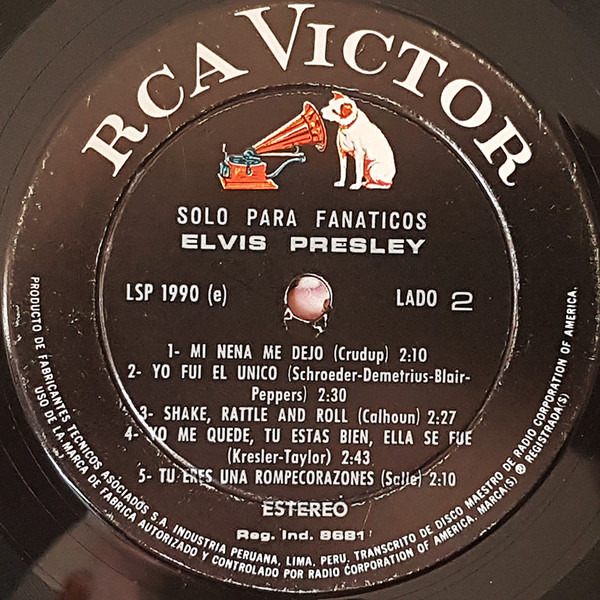 RCA VICTOR
SOLO PARA FANATICOS
ELVIS PRESLEY
LSP 1990 (e)
LADO 2
1- MI NENA ME DEJO (Crudup) 2:10
2- YO FUI EL UNICO (Schroeder-Demetrius-Blair-
Peppers) 2:30
3- SHAKE, RATTLE AND ROLL (Calhoun) 2:27
4- YO ME QUEDE, TU ESTAS BIEN, ELLA SE FUE
(Kresler-Taylor) 2:43
5- TU ERES UNA ROMPECORAZONES (Salle) 2:10
ESTEREO
Reg. Ind. 8681
PRODUCTO DE FABRICANTES TECNICOS ASOCIADOS S.A. INDUSTRIA PERUANA, LIMA, PERU. TRANSCRITO DE DISCO MAESTRO DE RADIO CORPORATION OF AMERICA.
USO DE LA MARCA DE FABRICA AUTORIZADO Y CONTROLADO POR RADIO CORPORATION OF AMERICA. MARCA(S) ® REGISTRADA(S)